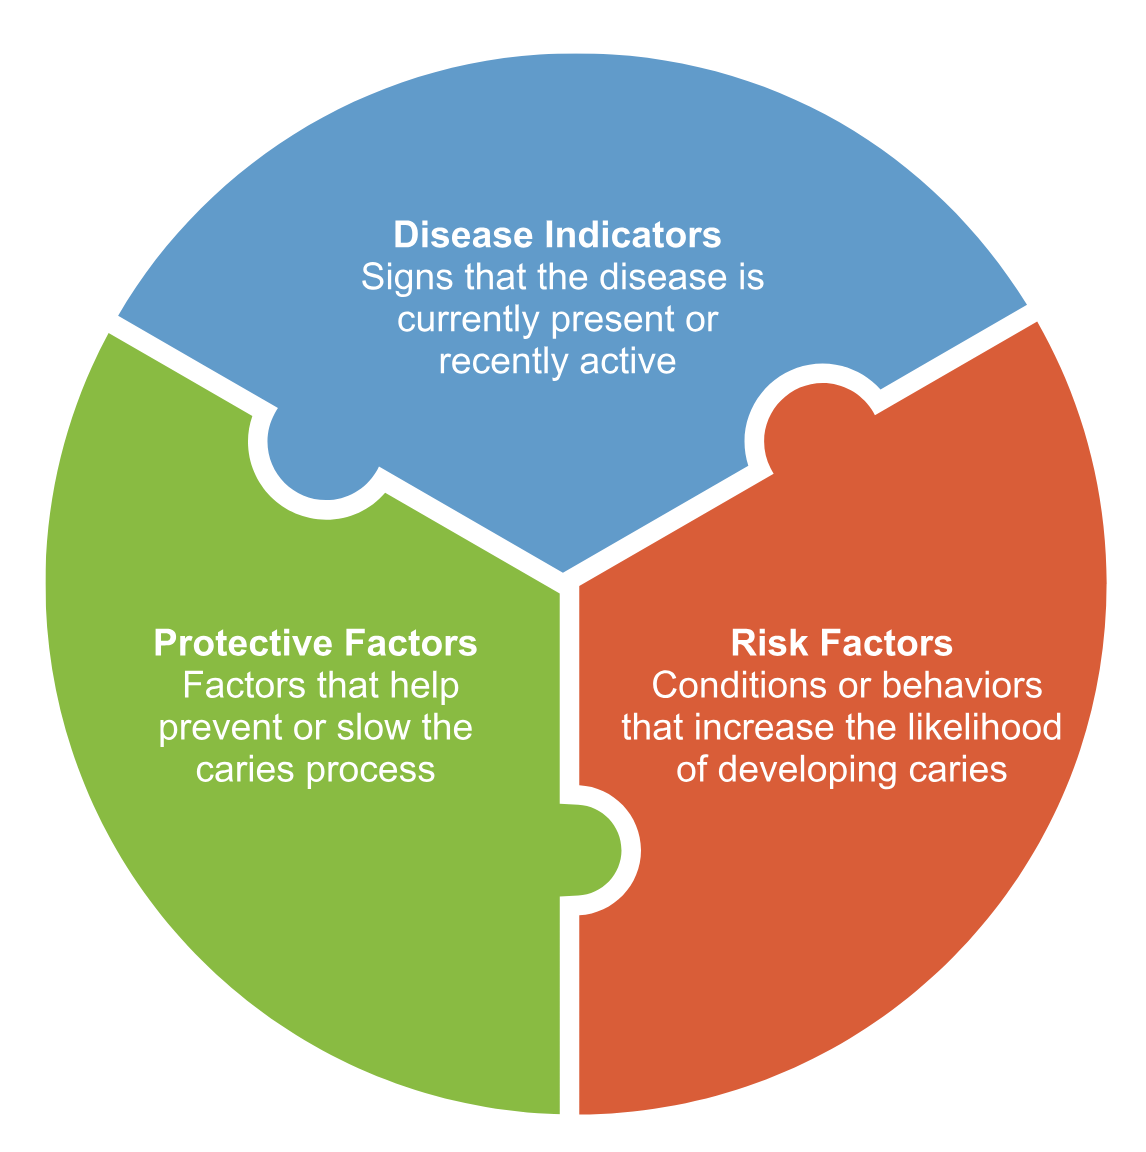 Disease Indicators
Signs that the disease is
currently present or
recently active
Protective Factors
Factors that help
prevent or slow the
caries process
Risk Factors
Conditions or behaviors
that increase the likelihood
of developing caries